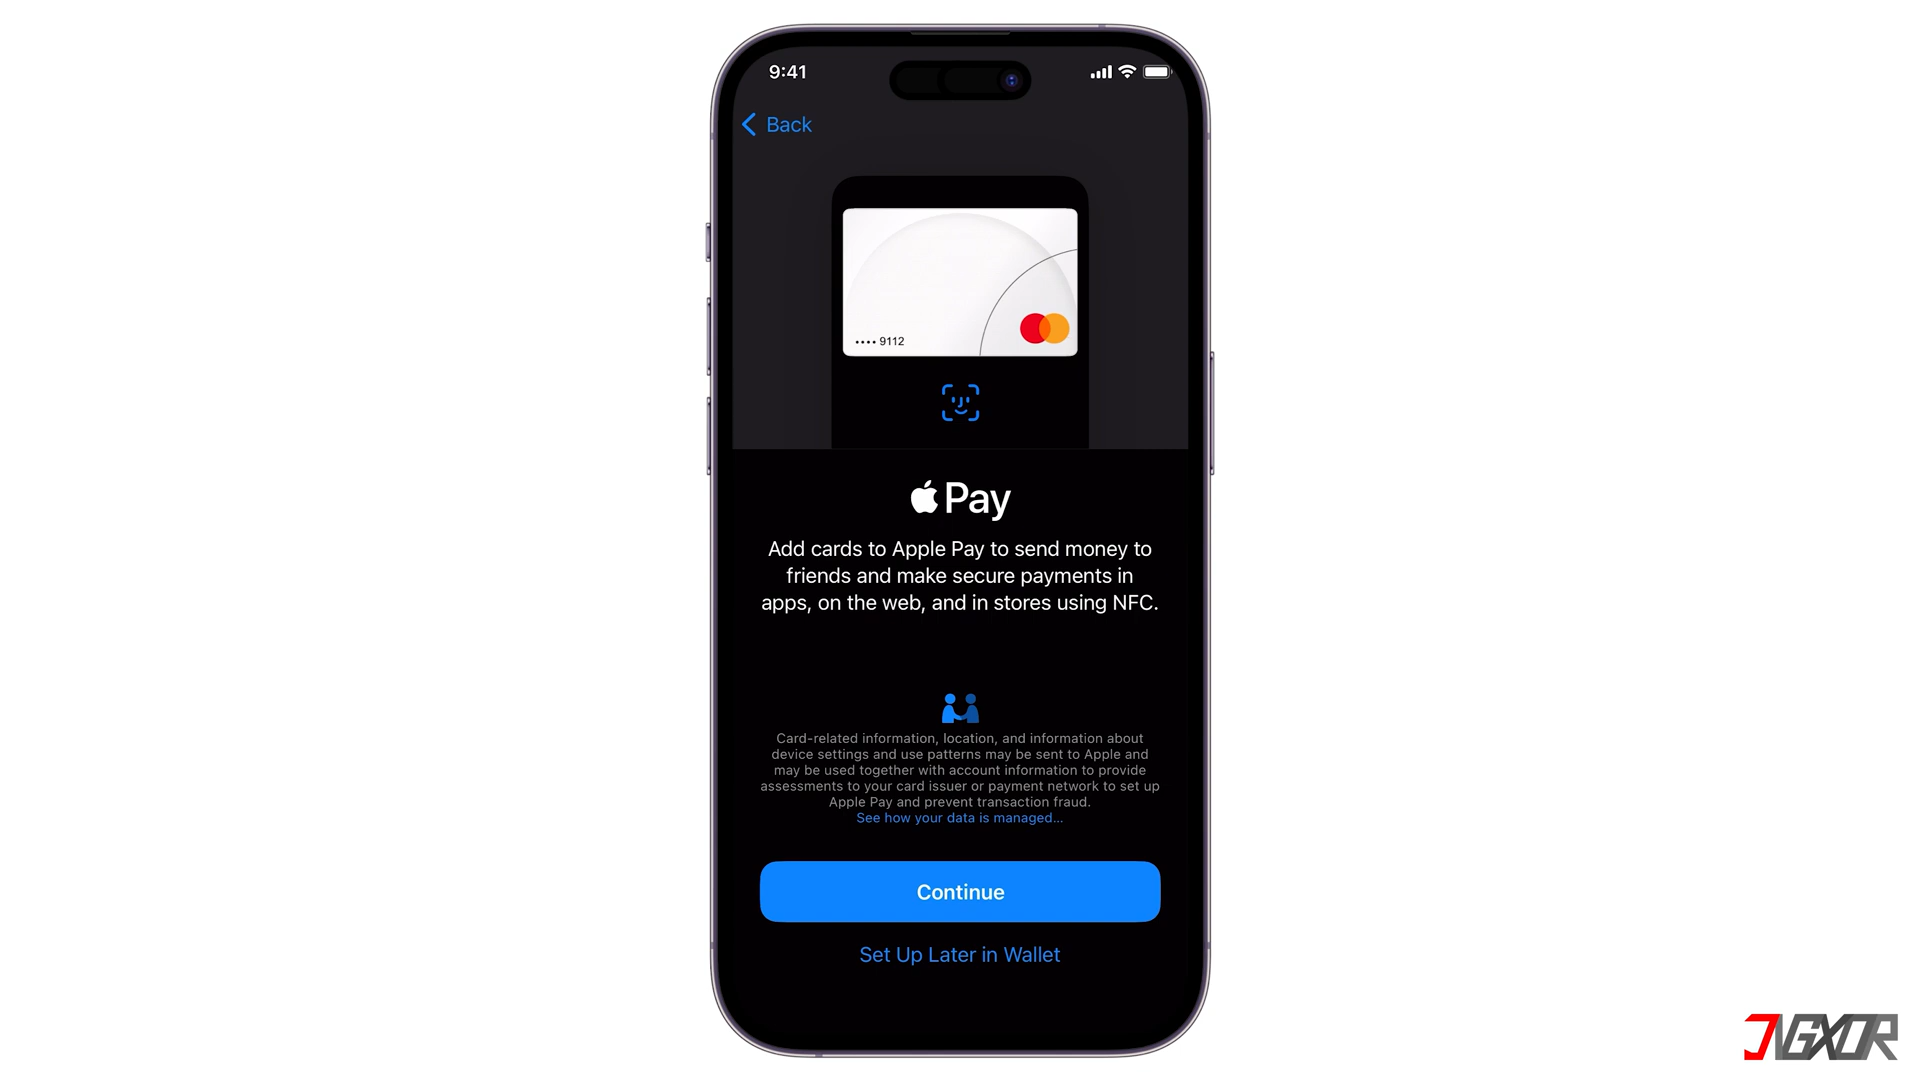 9:41
Back
•••• 9112
Pay
Add cards to Apple Pay to send money to
friends and make secure payments in
apps, on the web, and in stores using NFC.
Card-related information, location, and information about
device settings and use patterns may be sent to Apple and
may be used together with account information to provide
assessments to your card issuer or payment network to set up
Apple Pay and prevent transaction fraud.
See how your data is managed...
Continue
Set Up Later in Wallet
JVGXOR